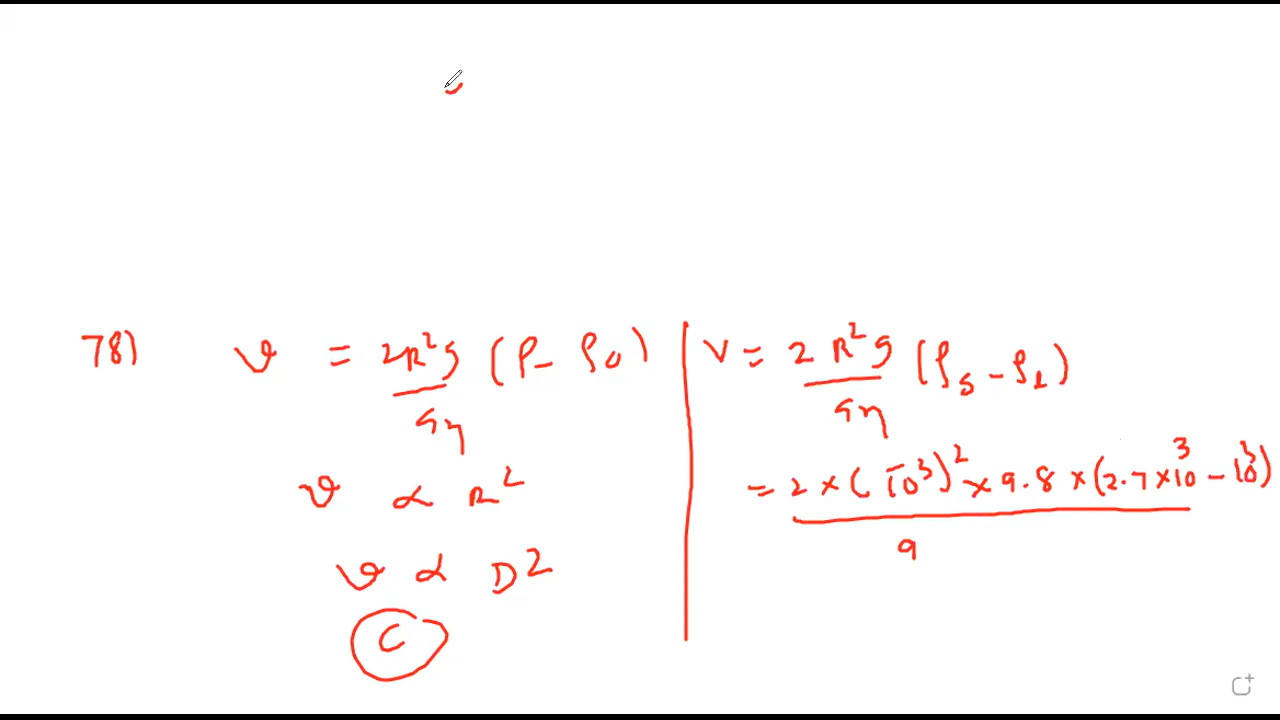 78) v = 2R²g/9η (ρ - ρ₀)
v ∝ R²
v ∝ D²
C
V = 2R²g/9η (ρₛ - ρ_L)
= 2 × (10⁻³)² × 9.8 × (2.7 × 10³ - 10³)
9